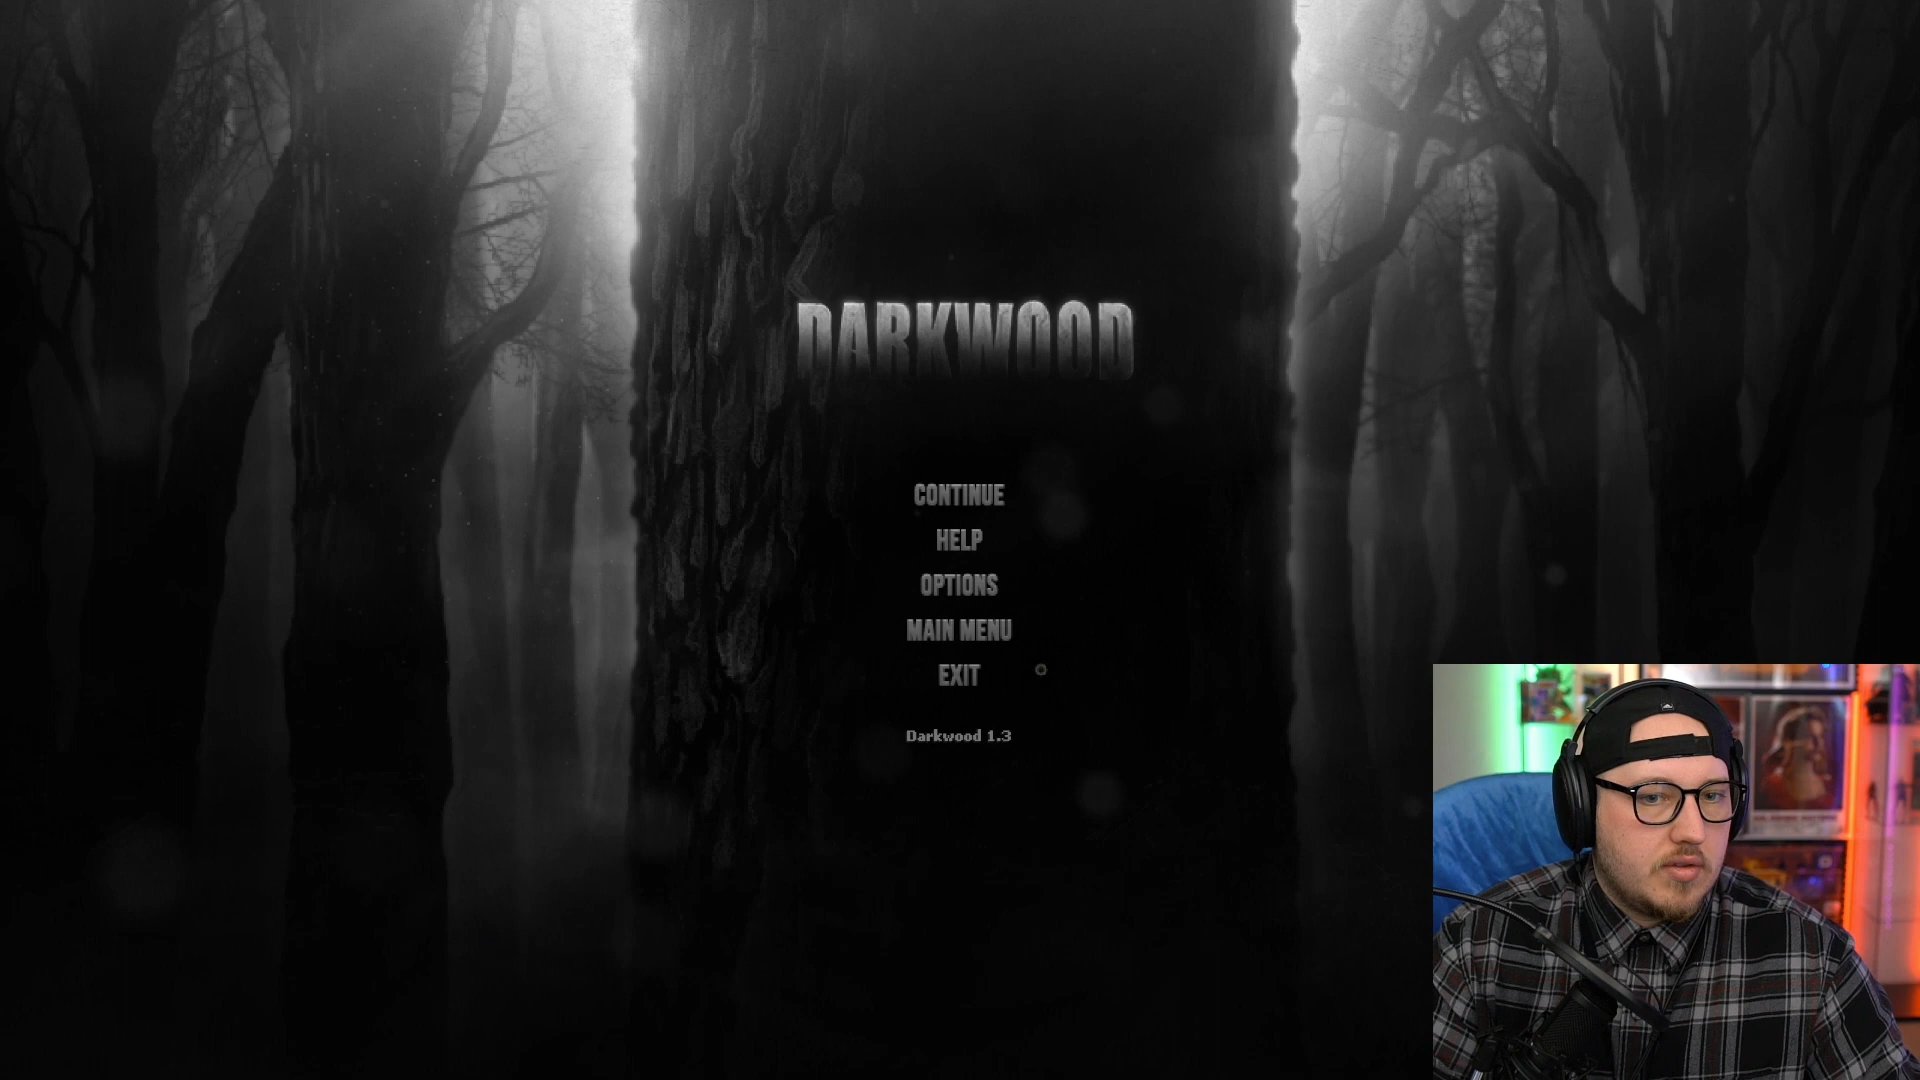 DARKWOOD
CONTINUE
HELP
OPTIONS
MAIN MENU
EXIT
Darkwood 1.3